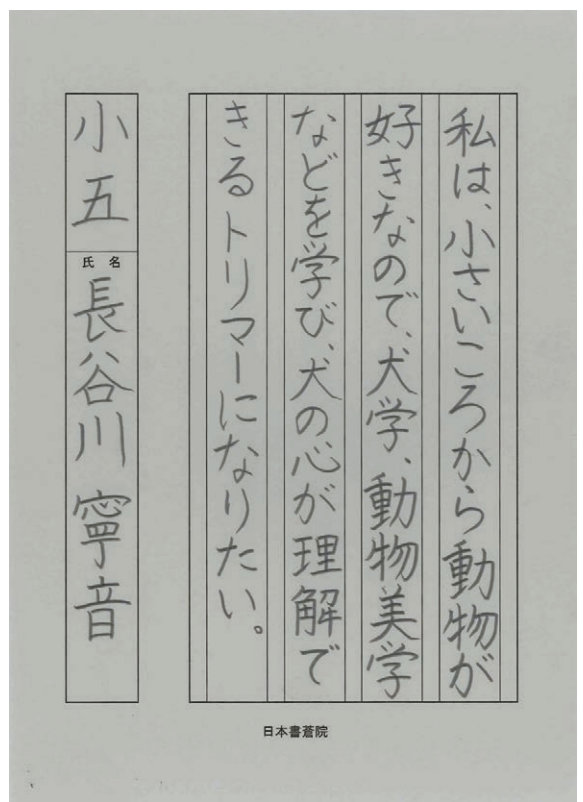 私は、小さいころから動物が
好きなので、犬学、動物美学
などを学び、犬の心が理解で
きるトリマーになりたい。
小五
氏名
長谷川寧音
日本書蒼院